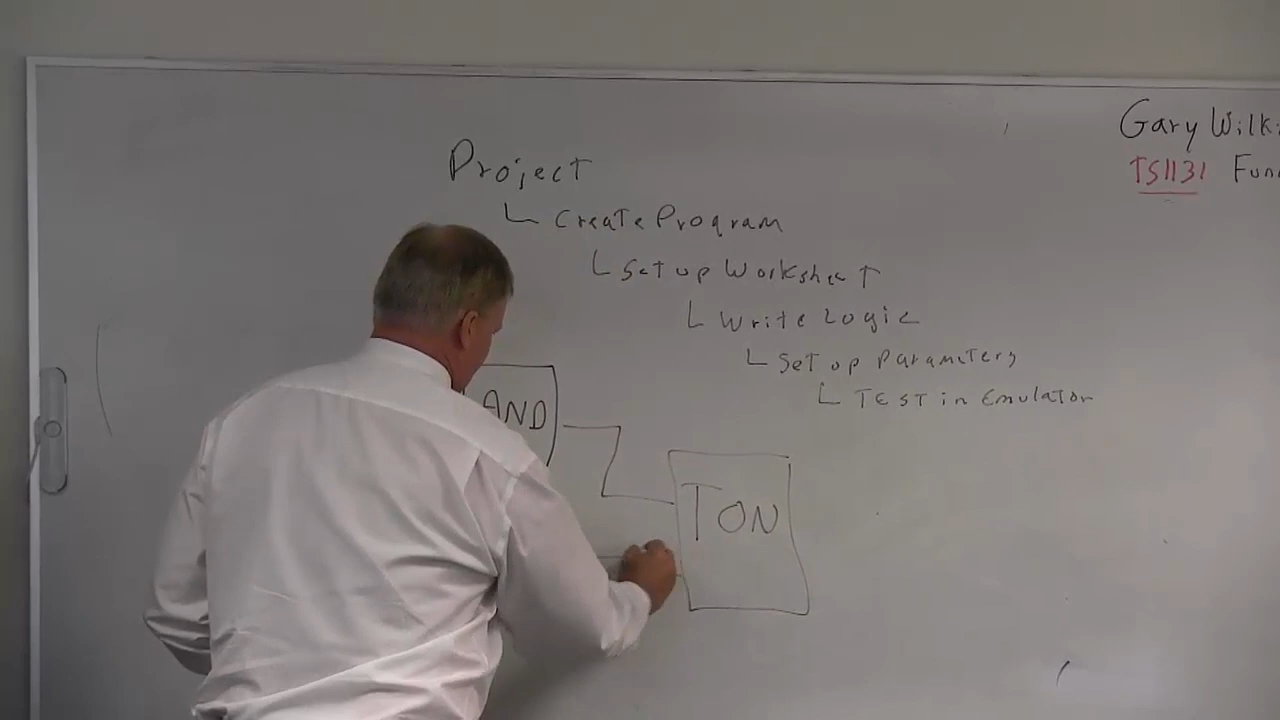 Gary Wilk
TS1131 Fun
Project
Create Program
Set up Worksheet
Write Logic
Set up Parameters
TEST in Emulator
AND
TON